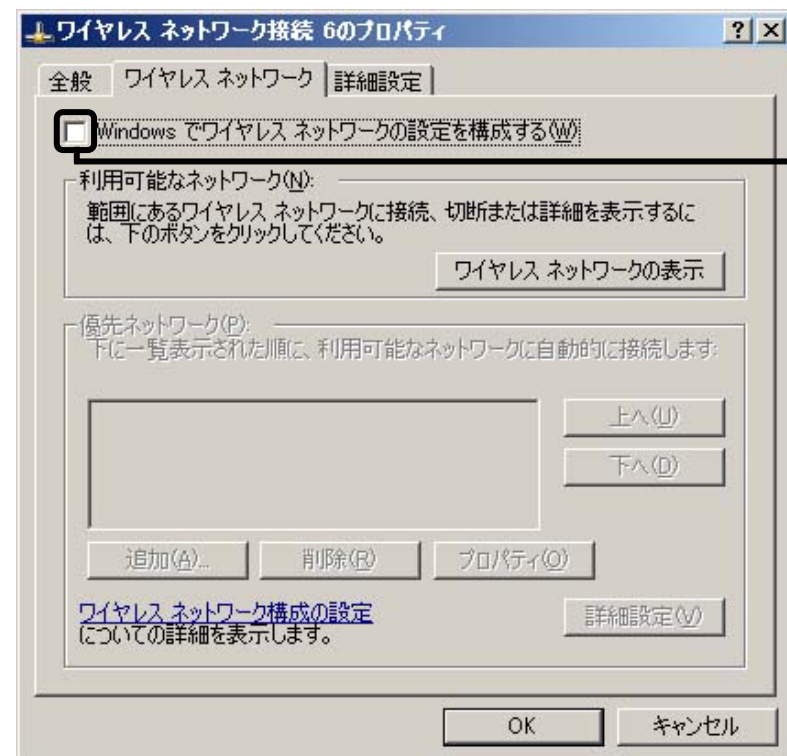 ワイヤレス ネットワーク接続 6のプロパティ
全般 ワイヤレス ネットワーク 詳細設定
Windows でワイヤレス ネットワークの設定を構成する(W)
利用可能なネットワーク(N):
範囲にあるワイヤレス ネットワークに接続、切断または詳細を表示するに
は、下のボタンをクリックしてください。
ワイヤレス ネットワークの表示
優先ネットワーク(P):
下に一覧表示された順に、利用可能なネットワークに自動的に接続します:
上へ(U)
下へ(D)
追加(A)... 削除(R) プロパティ(O)
ワイヤレス ネットワーク構成の設定
についての詳細を表示します。
詳細設定(V)
OK キャンセル